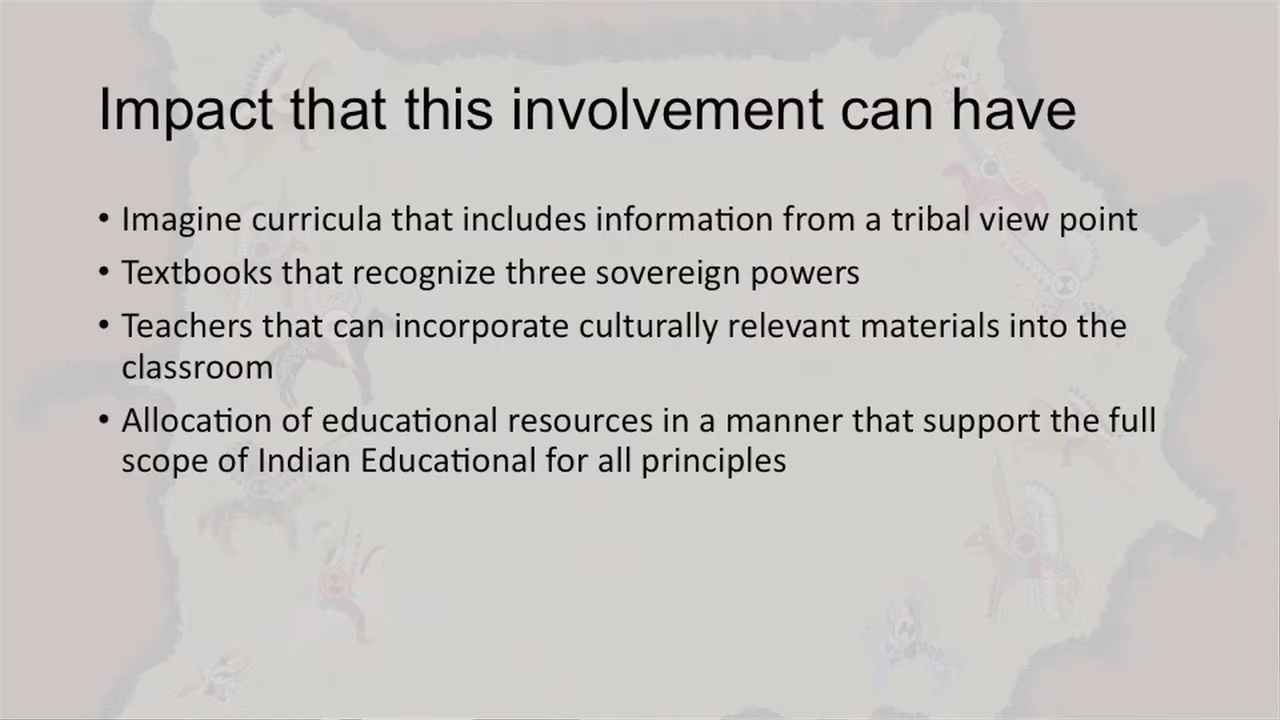 Impact that this involvement can have
• Imagine curricula that includes information from a tribal view point
• Textbooks that recognize three sovereign powers
• Teachers that can incorporate culturally relevant materials into the
classroom
• Allocation of educational resources in a manner that support the full
scope of Indian Educational for all principles